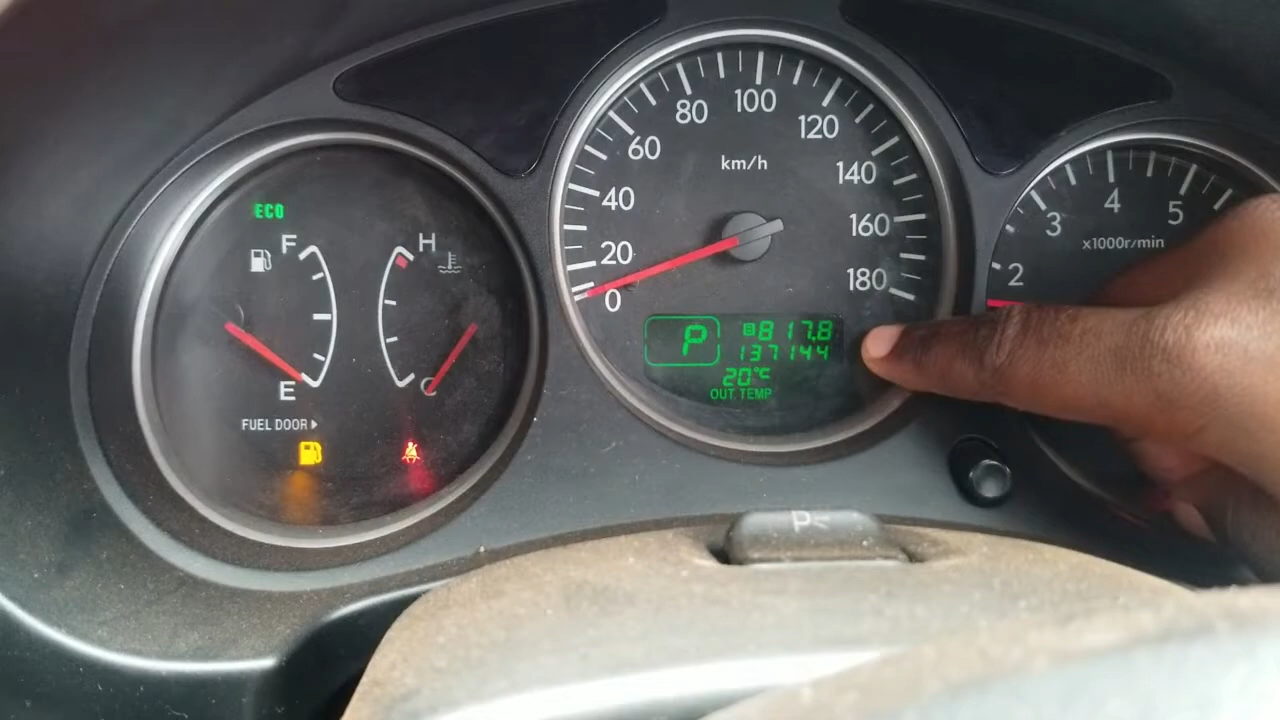 ECO
F
E
FUEL DOOR
H
C
0
20
40
60
80
100
120
140
160
180
km/h
P
B 817.8
137144
20°C
OUT TEMP
2
3
4
5
x1000r/min
P